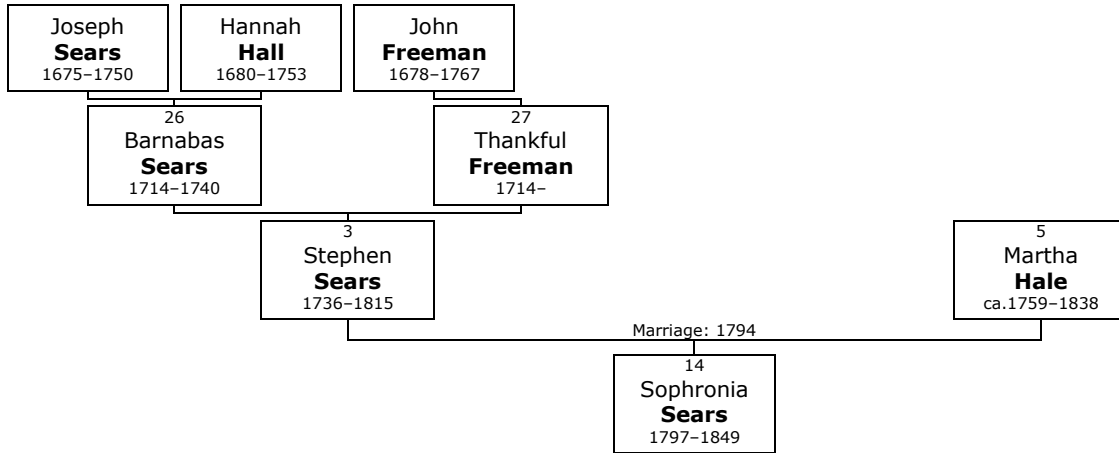 Joseph
Sears
1675–1750
Hannah
Hall
1680–1753
John
Freeman
1678–1767
26
Barnabas
Sears
1714–1740
27
Thankful
Freeman
1714–
3
Stephen
Sears
1736–1815
5
Martha
Hale
ca.1759–1838
Marriage: 1794
14
Sophronia
Sears
1797–1849